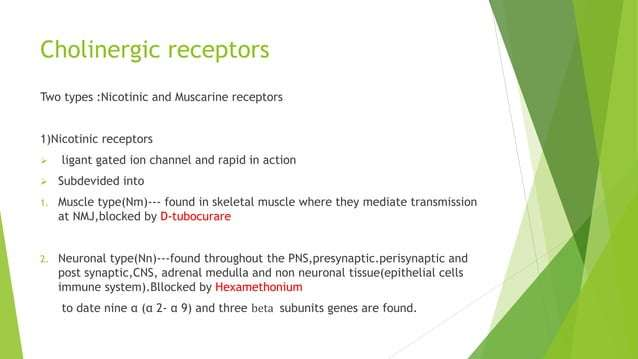 Cholinergic receptors
Two types :Nicotinic and Muscarine receptors
1)Nicotinic receptors
ligant gated ion channel and rapid in action
Subdevided into
1. Muscle type(Nm)--- found in skeletal muscle where they mediate transmission
at NMJ,blocked by D-tubocurare
2. Neuronal type(Nn)---found throughout the PNS,presynaptic.perisynaptic and
post synaptic,CNS, adrenal medulla and non neuronal tissue(epithelial cells
immune system).Bllocked by Hexamethonium
to date nine α (α 2- α 9) and three beta subunits genes are found.